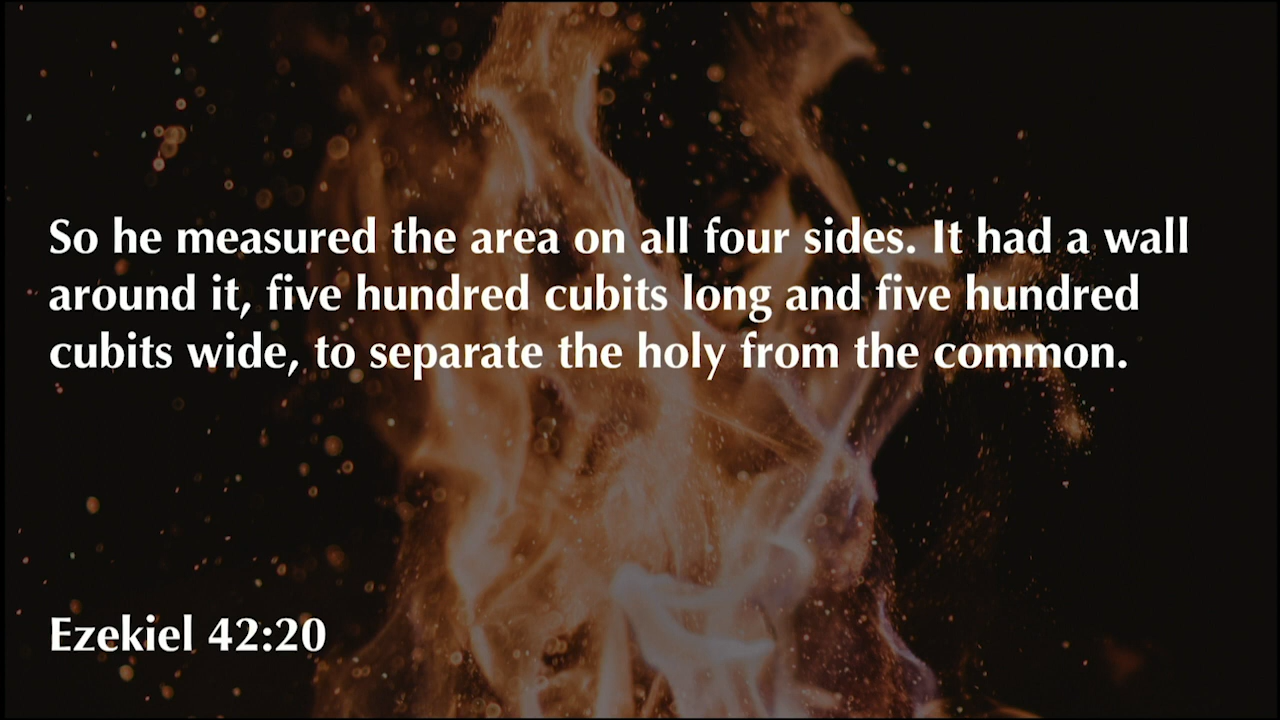 So he measured the area on all four sides. It had a wall
around it, five hundred cubits long and five hundred
cubits wide, to separate the holy from the common.
Ezekiel 42:20